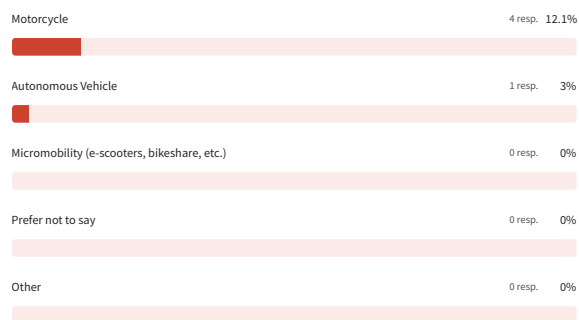 Motorcycle 4 resp. 12.1%
Autonomous Vehicle 1 resp. 3%
Micromobility (e-scooters, bikeshare, etc.) 0 resp. 0%
Prefer not to say 0 resp. 0%
Other 0 resp. 0%